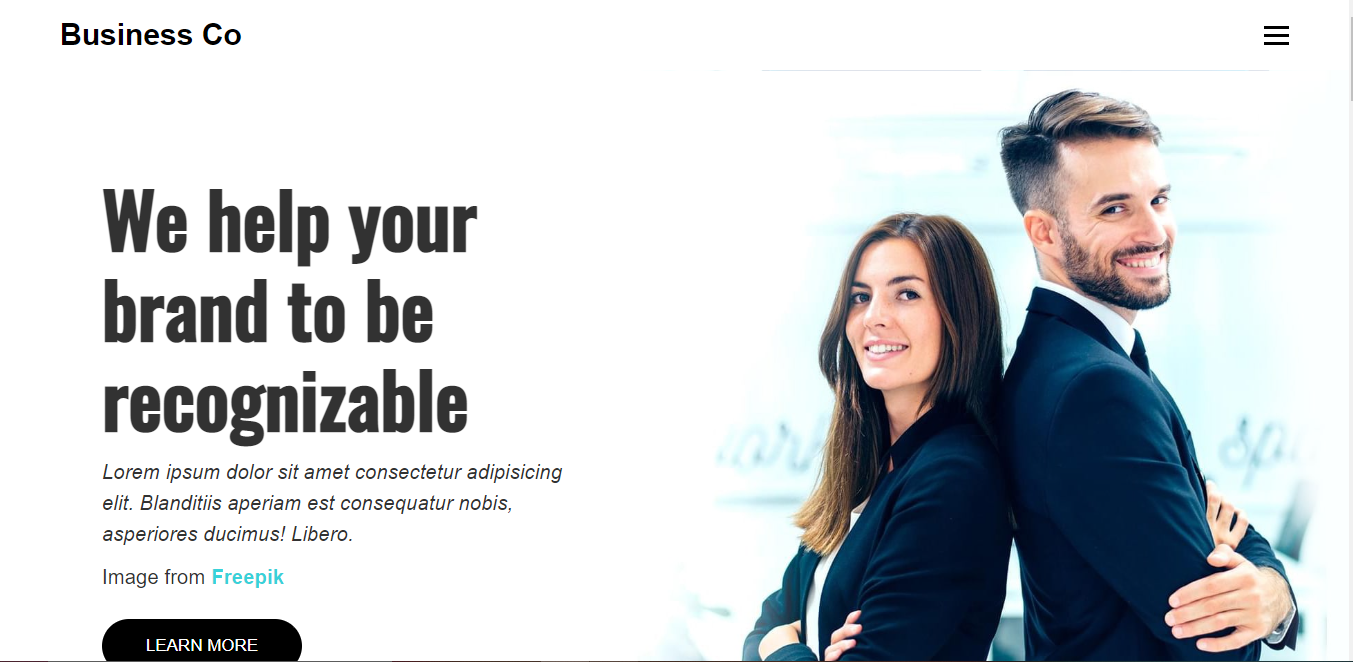 Business Co
We help your
brand to be
recognizable
Lorem ipsum dolor sit amet consectetur adipisicing
elit. Blanditiis aperiam est consequatur nobis,
asperiores ducimus! Libero.
Image from Freepik
LEARN MORE